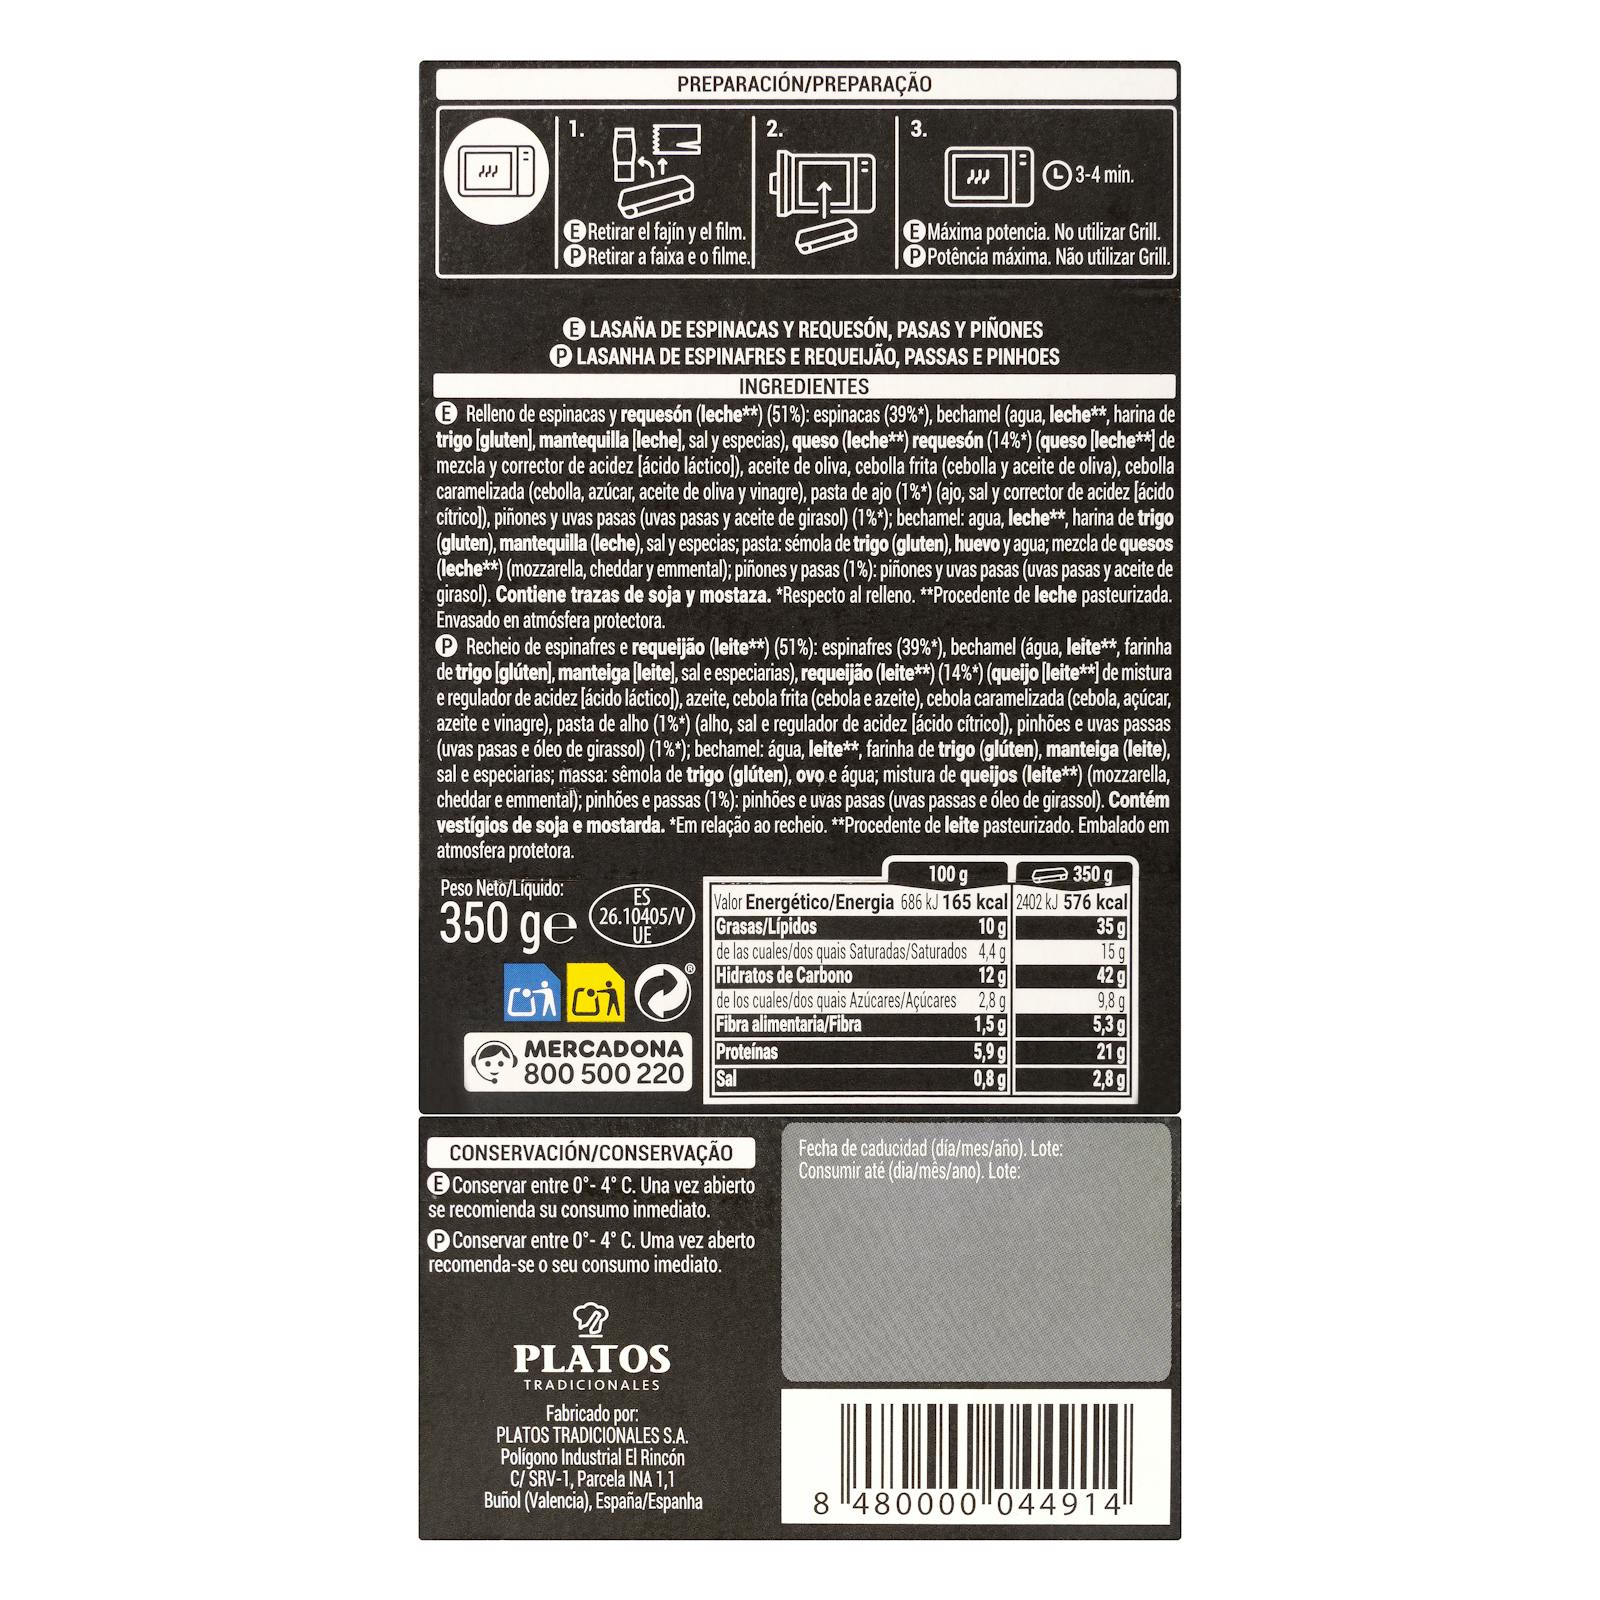 PREPARACIÓN/PREPARAÇÃO
1.
2.
3.
3-4 min.
E Retirar el fajín y el film.
P Retirar a faixa e o filme.
E Máxima potencia. No utilizar Grill.
P Potência máxima. Não utilizar Grill.
E LASAÑA DE ESPINACAS Y REQUESÓN, PASAS Y PIÑONES
P LASANHA DE ESPINAFRES E REQUEIJÃO, PASSAS E PINHOES
INGREDIENTES
E Relleno de espinacas y requesón (leche**) (51%): espinacas (39%*), bechamel (agua, leche**, harina de
trigo [gluten], mantequilla [leche], sal y especias), queso (leche**) requesón (14%*) (queso [leche**] de
mezcla y corrector de acidez [ácido láctico]), aceite de oliva, cebolla frita (cebolla y aceite de oliva), cebolla
caramelizada (cebolla, azúcar, aceite de oliva y vinagre), pasta de ajo (1%*) (ajo, sal y corrector de acidez [ácido
cítrico]), piñones y uvas pasas (uvas pasas y aceite de girasol) (1%*); bechamel: agua, leche**, harina de trigo
(gluten), mantequilla (leche), sal y especias; pasta: sémola de trigo (gluten), huevo y agua; mezcla de quesos
(leche**) (mozzarella, cheddar y emmental); piñones y pasas (1%): piñones y uvas pasas (uvas pasas y aceite de
girasol). Contiene trazas de soja y mostaza. *Respecto al relleno. **Procedente de leche pasteurizada.
Envasado en atmósfera protectora.
P Recheio de espinafres e requeijão (leite**) (51%): espinafres (39%*), bechamel (água, leite**, farinha
de trigo [glúten], manteiga [leite], sal e especiarias), requeijão (leite**) (14%*) (queijo [leite**] de mistura
e regulador de acidez [ácido láctico]), azeite, cebola frita (cebola e azeite), cebola caramelizada (cebola, açúcar,
azeite e vinagre), pasta de alho (1%*) (alho, sal e regulador de acidez [ácido cítrico]), pinhões e uvas passas
(uvas pasas e óleo de girassol) (1%*); bechamel: água, leite**, farinha de trigo (glúten), manteiga (leite),
sal e especiarias; massa: sêmola de trigo (glúten), ovo e água; mistura de queijos (leite**) (mozzarella,
cheddar e emmental); pinhões e passas (1%): pinhões e uvas pasas (uvas passas e óleo de girassol). Contém
vestígios de soja e mostarda. *Em relação ao recheio. **Procedente de leite pasteurizado. Embalado em
atmosfera protetora.
Peso Neto/Líquido:
350 g e
ES
26.10405/V
UE
®
MERCADONA
800 500 220
100 g 350 g
Valor Energético/Energia 686 kJ 165 kcal 2402 kJ 576 kcal
Grasas/Lípidos 10 g 35 g
de las cuales/dos quais Saturadas/Saturados 4,4 g 15 g
Hidratos de Carbono 12 g 42 g
de los cuales/dos quais Azúcares/Açúcares 2,8 g 9,8 g
Fibra alimentaria/Fibra 1,5 g 5,3 g
Proteínas 5,9 g 21 g
Sal 0,8 g 2,8 g
CONSERVACIÓN/CONSERVAÇÃO
E Conservar entre 0°- 4° C. Una vez abierto
se recomienda su consumo inmediato.
P Conservar entre 0°- 4° C. Uma vez aberto
recomenda-se o seu consumo imediato.
PLATOS
TRADICIONALES
Fabricado por:
PLATOS TRADICIONALES S.A.
Polígono Industrial El Rincón
C/ SRV-1, Parcela INA 1,1
Buñol (Valencia), España/Espanha
Fecha de caducidad (día/mes/año). Lote:
Consumir até (dia/mês/ano). Lote:
8 480000 044914